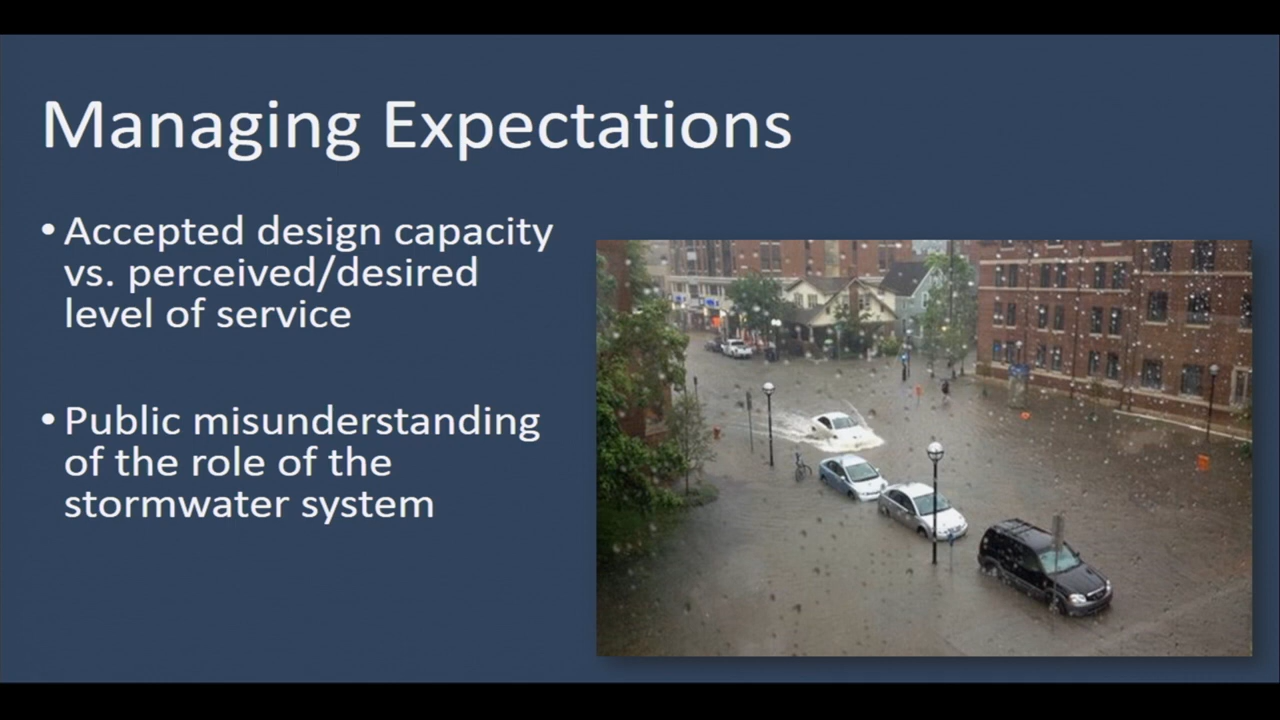 Managing Expectations
• Accepted design capacity
vs. perceived/desired
level of service
• Public misunderstanding
of the role of the
stormwater system